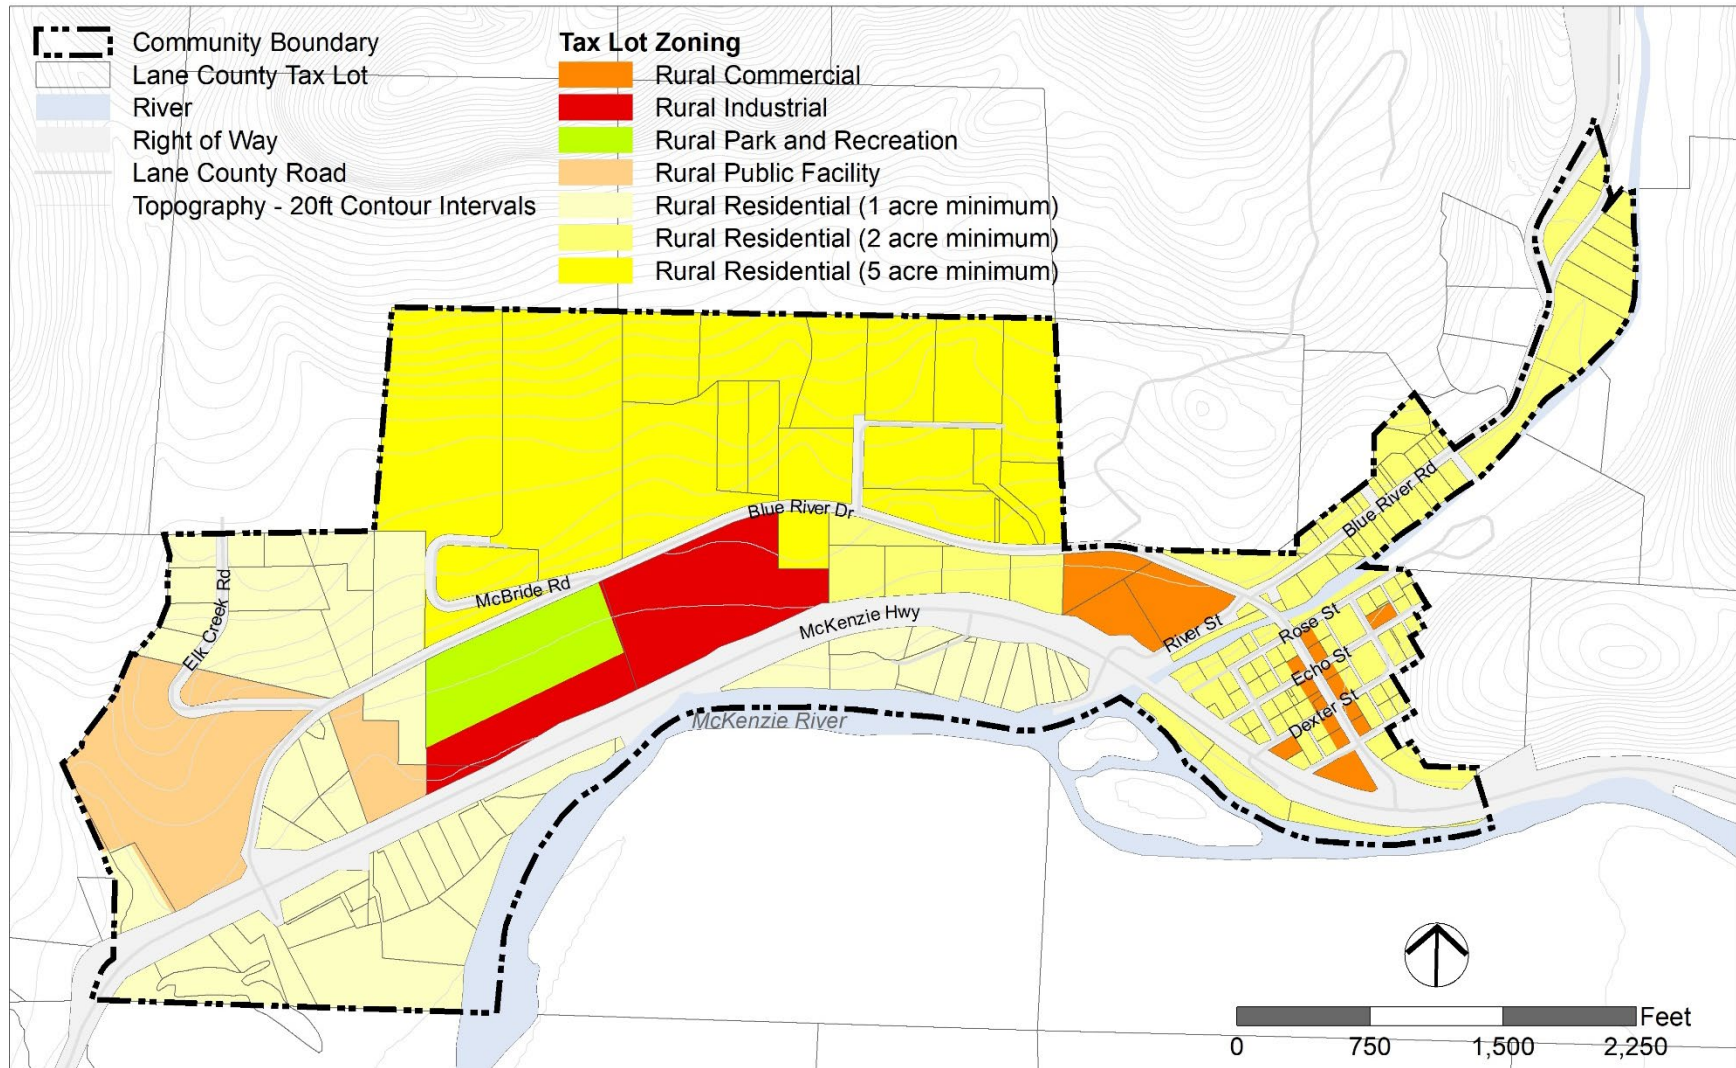 Community Boundary
Lane County Tax Lot
River
Right of Way
Lane County Road
Topography - 20ft Contour Intervals
Tax Lot Zoning
Rural Commercial
Rural Industrial
Rural Park and Recreation
Rural Public Facility
Rural Residential (1 acre minimum)
Rural Residential (2 acre minimum)
Rural Residential (5 acre minimum)
Blue River Rd
Blue River Dr
McBride Rd
Elk Creek Rd
McKenzie Hwy
River St
Rose St
Echo St
Dexter St
McKenzie River
Feet
0 750 1,500 2,250